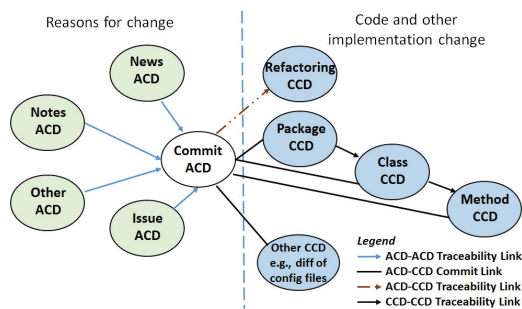 Reasons for change
Code and other
implementation change
News
ACD
Refactoring
CCD
Notes
ACD
Package
CCD
Commit
ACD
Class
CCD
Other
ACD
Method
CCD
Issue
ACD
Other CCD
e.g., diff of
config files
Legend
ACD-ACD Traceability Link
ACD-CCD Commit Link
ACD-CCD Traceability Link
CCD-CCD Traceability Link